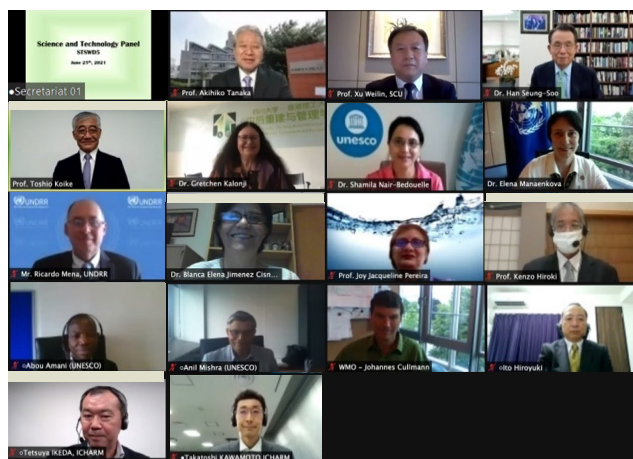 Science and Technology Panel
STSWD5
June 25th, 2021
●Secretariat 01
Prof. Akihiko Tanaka
Prof. Xu Weilin, SCU
Dr. Han Seung-Soo
Prof. Toshio Koike
Dr. Gretchen Kalonji
unesco
Dr. Shamila Nair-Bedouelle
Dr. Elena Manaenkova
UNDRR
UNDRR
Mr. Ricardo Mena, UNDRR
Dr. Blanca Elena Jimenez Cisn....
Prof. Joy Jacqueline Pereira
Prof. Kenzo Hiroki
○Abou Amani (UNESCO)
○Anil Mishra (UNESCO)
WMO - Johannes Cullmann
○Ito Hiroyuki
○Tetsuya IKEDA, ICHARM
●Takatoshi KAWAMOTO ICHARM